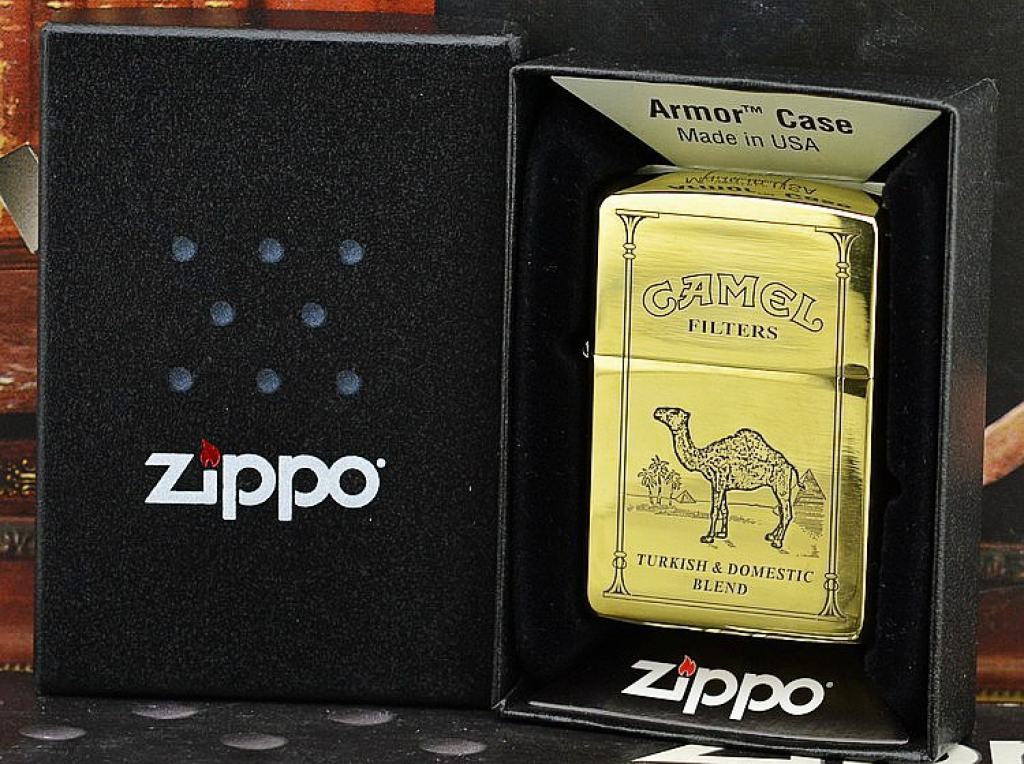 zippo
Armor™ Case
Made in USA
CAMEL
FILTERS
TURKISH & DOMESTIC
BLEND
zippo